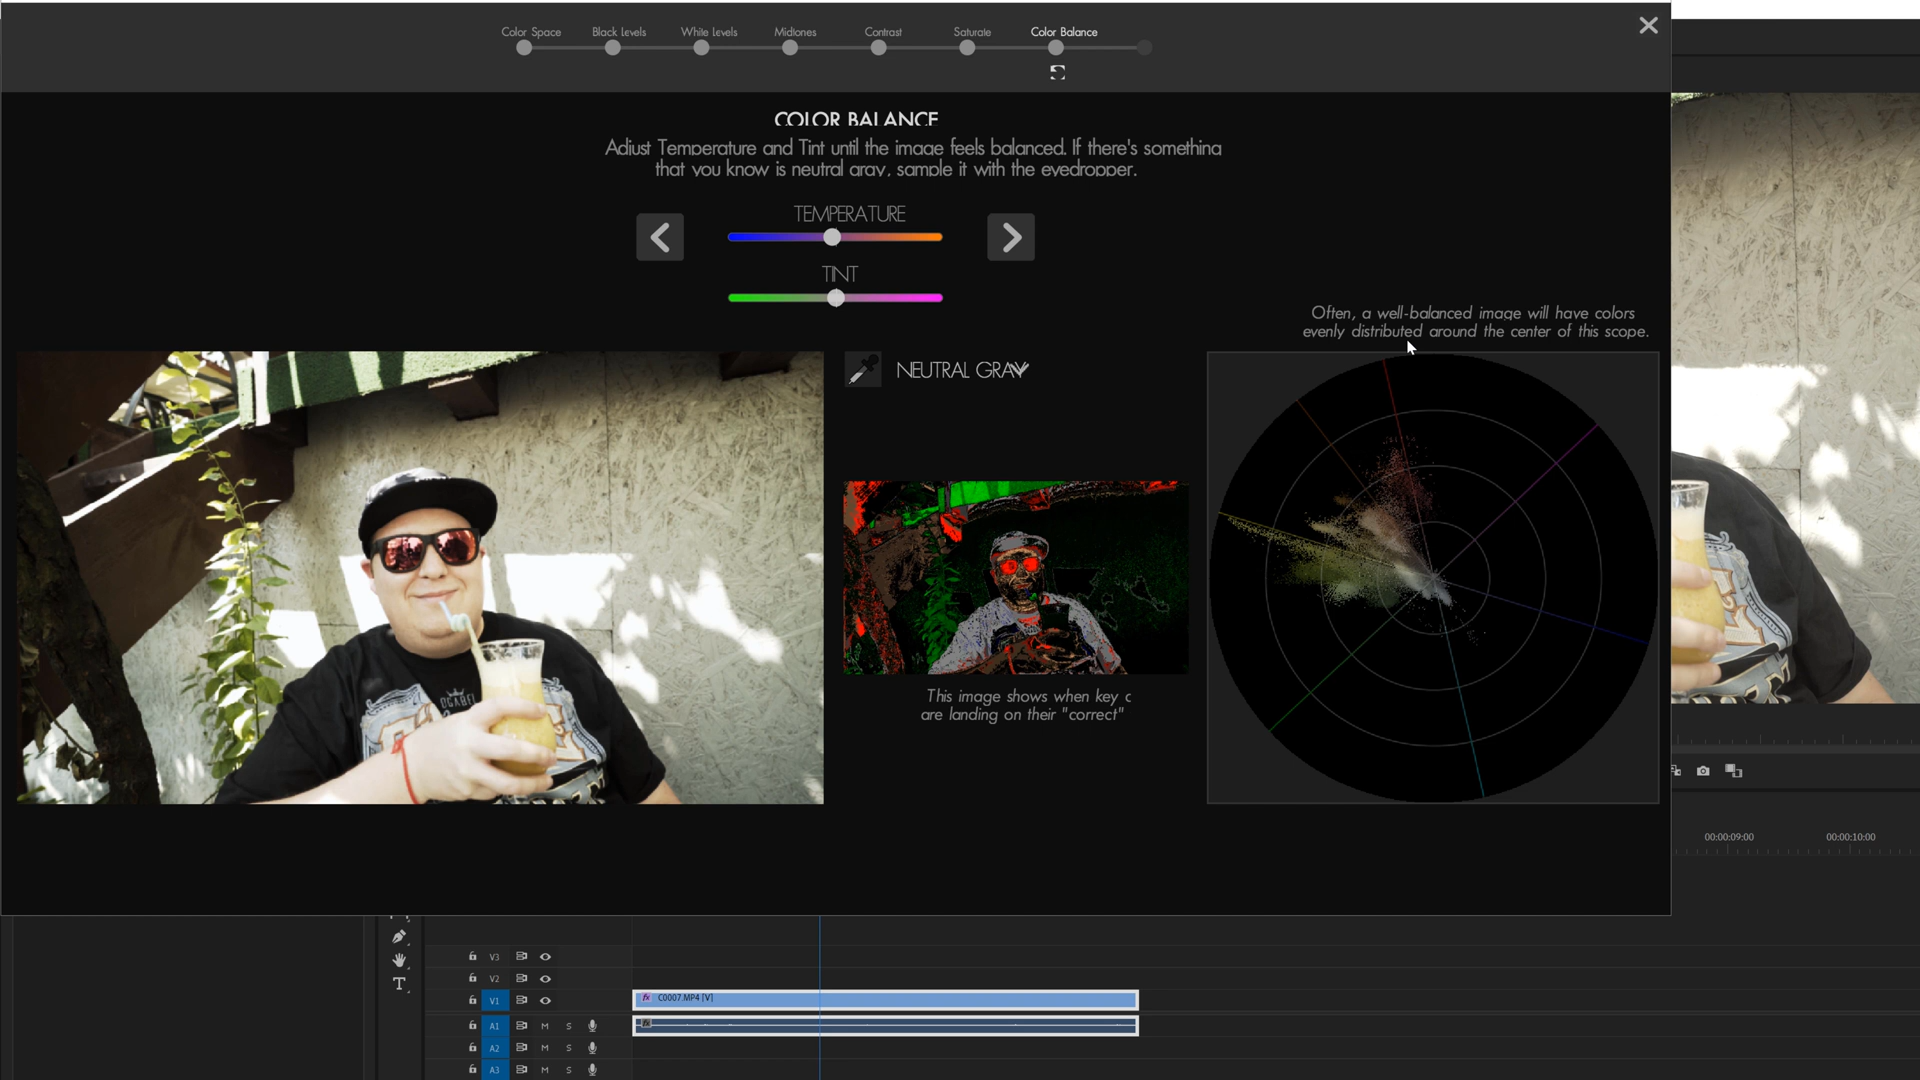 Color Space
Black Levels
White Levels
Midtones
Contrast
Saturate
Color Balance
COLOR BALANCE
Adjust Temperature and Tint until the image feels balanced. If there's something
that you know is neutral gray, sample it with the eyedropper.
TEMPERATURE
TINT
Often, a well-balanced image will have colors
evenly distributed around the center of this scope.
NEUTRAL GRAY
This image shows when key c
are landing on their "correct"
00:00:09:00
00:00:10:00
V3
V2
V1
fx C0007.MP4 [V]
A1 M S
A2 M S
A3 M S
T